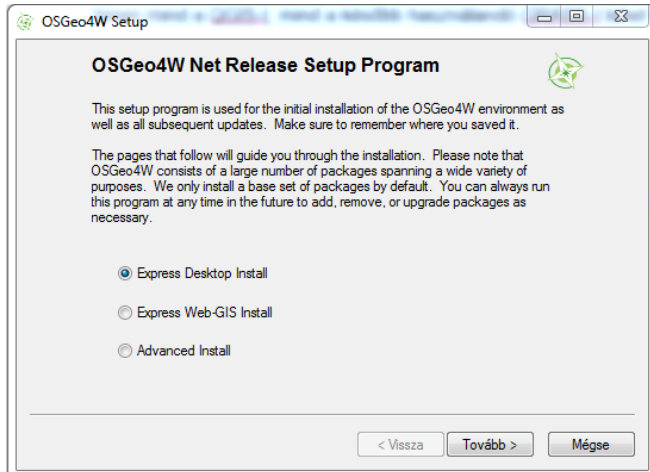 OSGeo4W Setup
OSGeo4W Net Release Setup Program
This setup program is used for the initial installation of the OSGeo4W environment as
well as all subsequent updates. Make sure to remember where you saved it.
The pages that follow will guide you through the installation. Please note that
OSGeo4W consists of a large number of packages spanning a wide variety of
purposes. We only install a base set of packages by default. You can always run
this program at any time in the future to add, remove, or upgrade packages as
necessary.
Express Desktop Install
Express Web-GIS Install
Advanced Install
< Vissza
Tovább >
Mégse